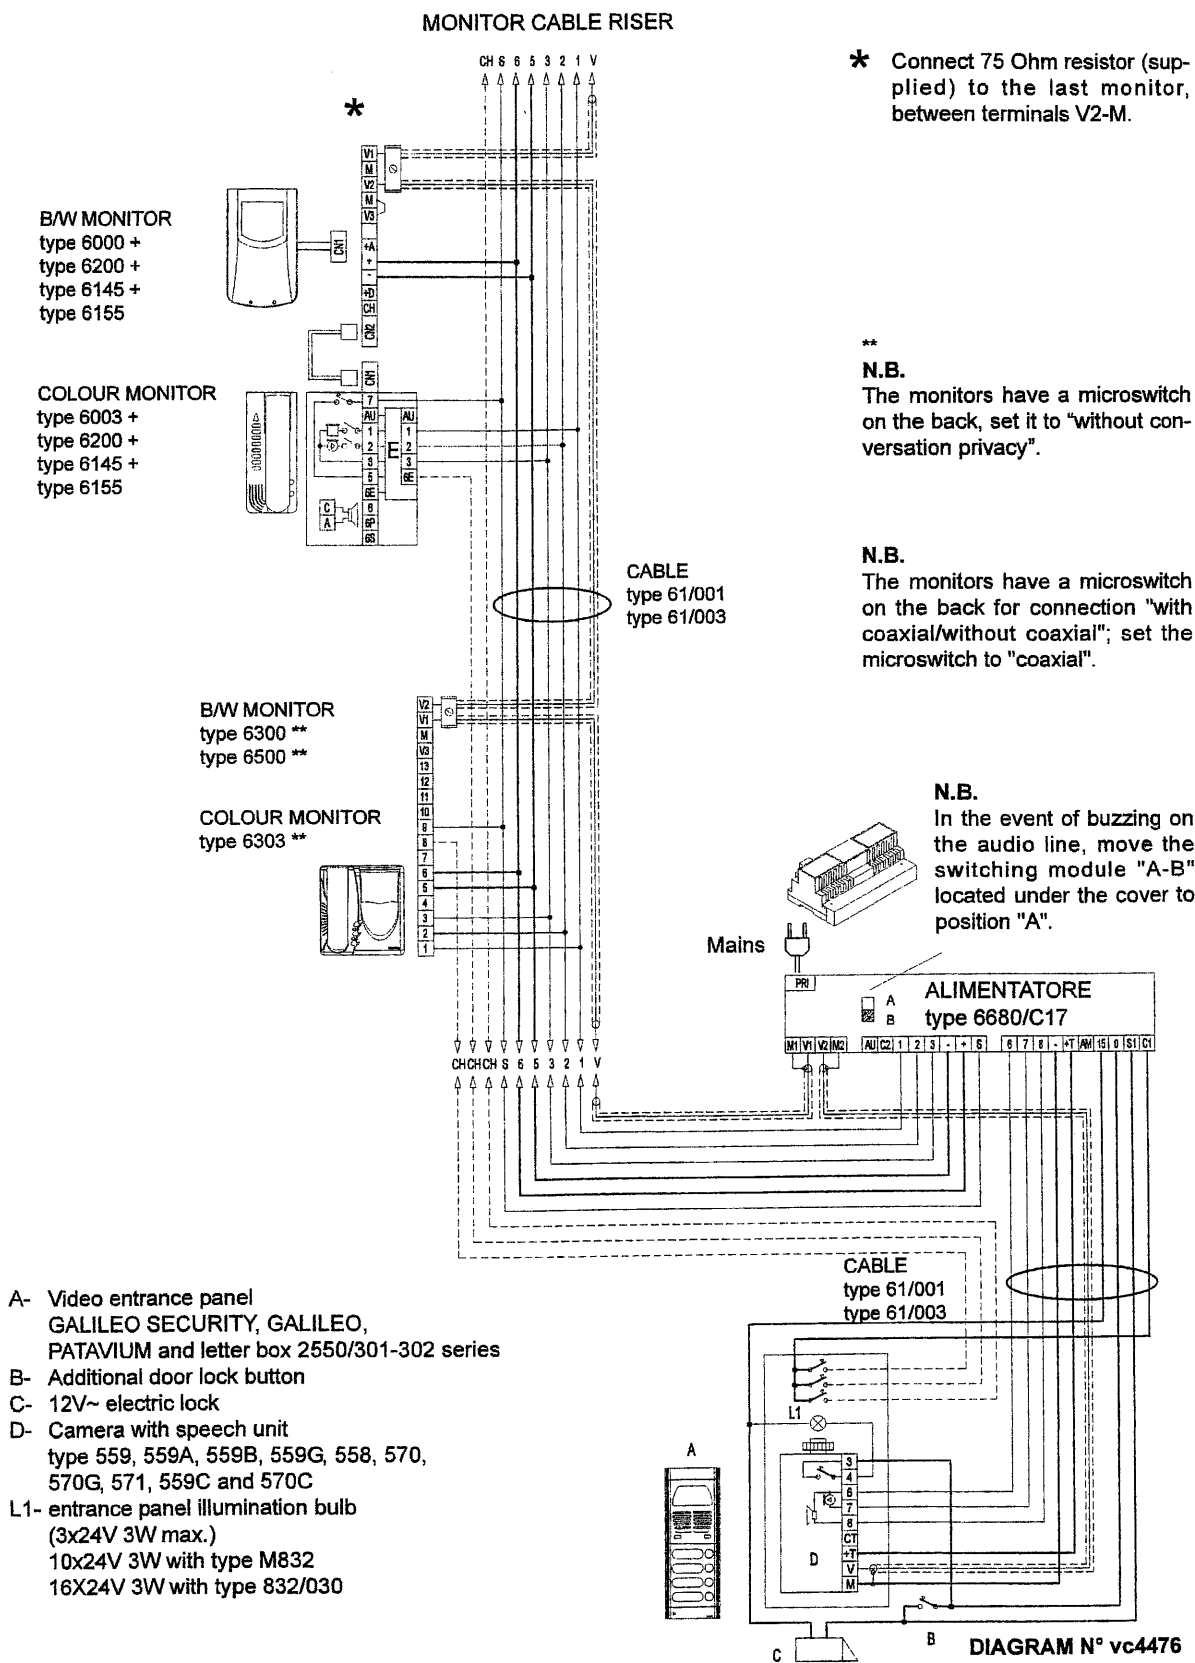 MONITOR CABLE RISER
CH S 6 5 3 2 1 V
*
* Connect 75 Ohm resistor (sup-
plied) to the last monitor,
between terminals V2-M.
V1
M
V2
M
V3
+A
+
-
+D
CH
CN2
CN1
B/W MONITOR
type 6000 +
type 6200 +
type 6145 +
type 6155
CN1
7
AU
1
2
3
5
6E
6
6P
6S
E
AU
1
2
3
6E
C
A
COLOUR MONITOR
type 6003 +
type 6200 +
type 6145 +
type 6155
**
N.B.
The monitors have a microswitch
on the back, set it to “without con-
versation privacy”.
CABLE
type 61/001
type 61/003
N.B.
The monitors have a microswitch
on the back for connection "with
coaxial/without coaxial"; set the
microswitch to "coaxial".
B/W MONITOR
type 6300 **
type 6500 **
V2
V1
M
V3
13
12
11
10
9
8
7
6
5
4
3
2
1
COLOUR MONITOR
type 6303 **
N.B.
In the event of buzzing on
the audio line, move the
switching module "A-B"
located under the cover to
position "A".
Mains
PRI
A
B
ALIMENTATORE
type 6680/C17
M1 V1 V2 M2 AU C2 1 2 3 - + S 6 7 8 - +T AM 15 0 S1 C1
CH CH CH S 6 5 3 2 1 V
CABLE
type 61/001
type 61/003
A- Video entrance panel
GALILEO SECURITY, GALILEO,
PATAVIUM and letter box 2550/301-302 series
B- Additional door lock button
C- 12V~ electric lock
D- Camera with speech unit
type 559, 559A, 559B, 559G, 558, 570,
570G, 571, 559C and 570C
L1- entrance panel illumination bulb
(3x24V 3W max.)
10x24V 3W with type M832
16X24V 3W with type 832/030
L1
A
3
4
6
7
8
CT
+T
V
M
D
B
C
DIAGRAM N° vc4476